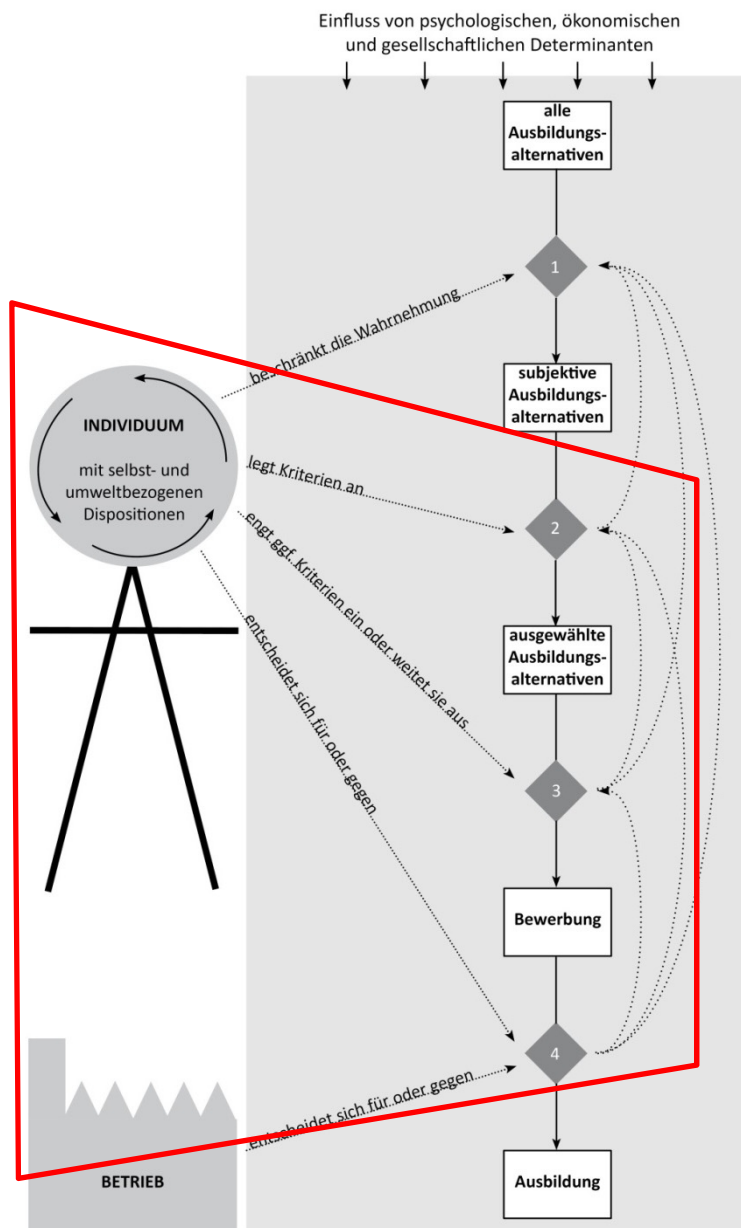 Einfluss von psychologischen, ökonomischen
und gesellschaftlichen Determinanten
alle
Ausbildungs-
alternativen
1
beschränkt die Wahrnehmung
subjektive
Ausbildungs-
alternativen
INDIVIDUUM
mit selbst- und
umweltbezogenen
Dispositionen
legt Kriterien an
2
engt ggf. Kriterien ein oder weitet sie aus
ausgewählte
Ausbildungs-
alternativen
entscheidet sich für oder gegen
3
Bewerbung
4
entscheidet sich für oder gegen
BETRIEB
Ausbildung